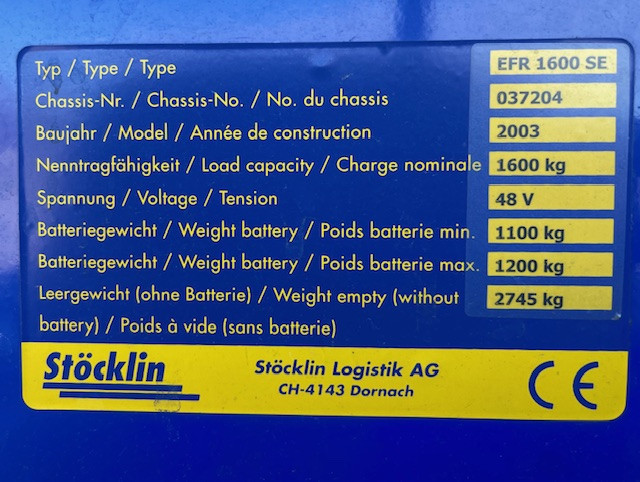 Typ / Type / Type EFR 1600 SE
Chassis-Nr. / Chassis-No. / No. du chassis 037204
Baujahr / Model / Année de construction 2003
Nenntragfähigkeit / Load capacity / Charge nominale 1600 kg
Spannung / Voltage / Tension 48 V
Batteriegewicht / Weight battery / Poids batterie min. 1100 kg
Batteriegewicht / Weight battery / Poids batterie max. 1200 kg
Leergewicht (ohne Batterie) / Weight empty (without 2745 kg
battery) / Poids à vide (sans batterie)
Stöcklin Stöcklin Logistik AG CE
CH-4143 Dornach